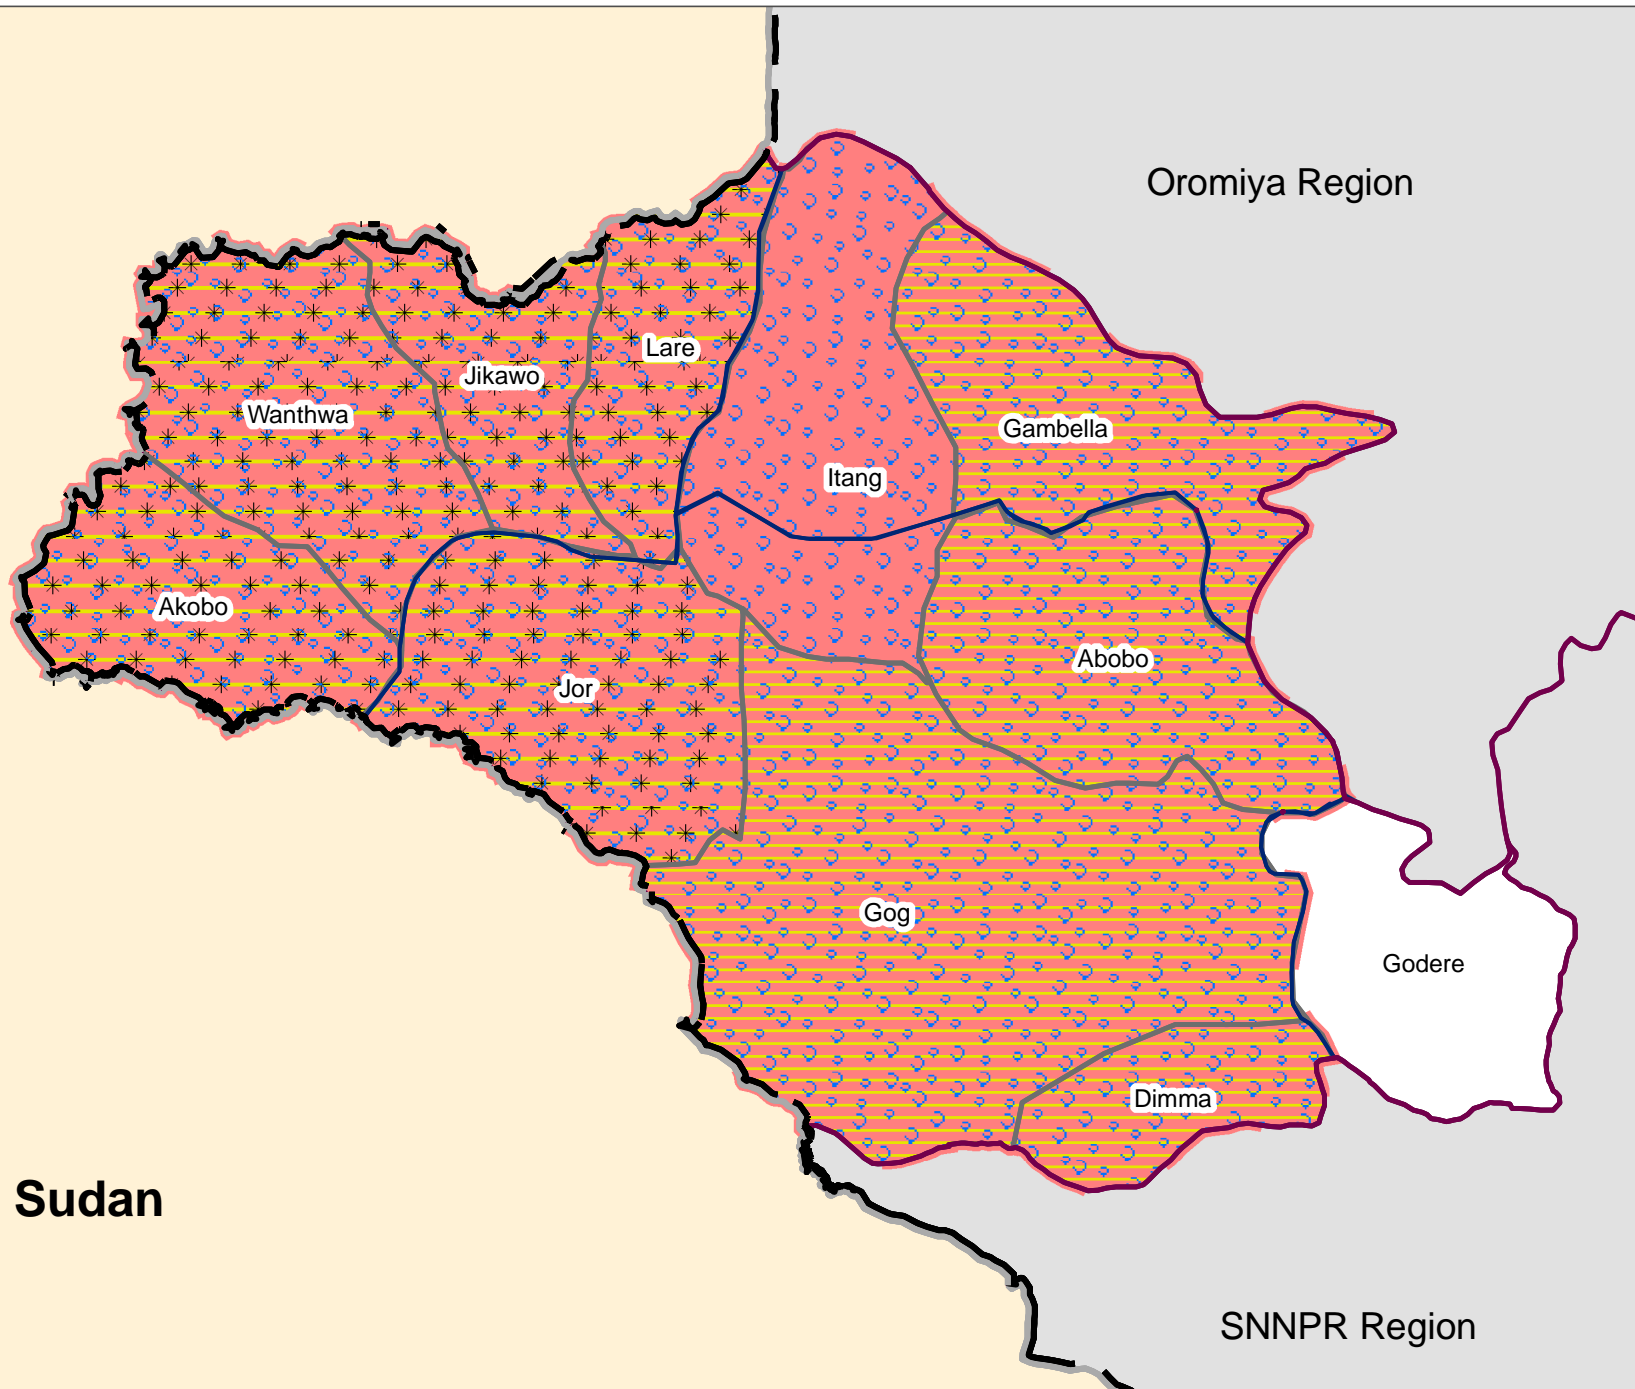 Oromiya Region
Lare
Jikawo
Wanthwa
Gambella
Itang
Akobo
Abobo
Jor
Gog
Godere
Dimma
Sudan
SNNPR Region